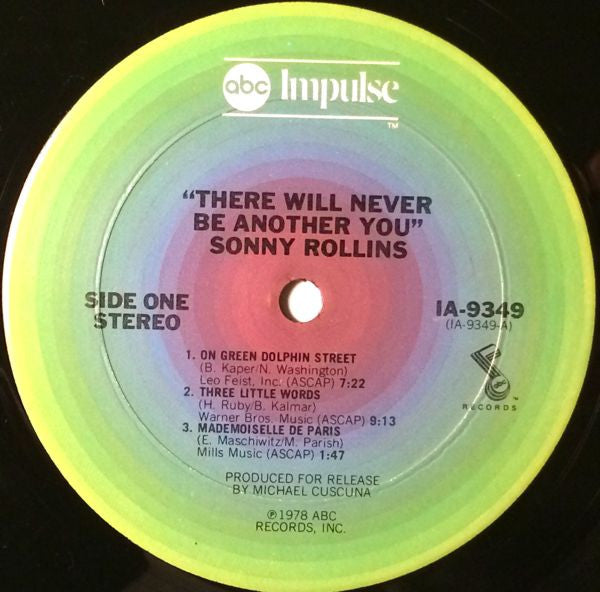 abc Impulse
TM
"THERE WILL NEVER
BE ANOTHER YOU"
SONNY ROLLINS
SIDE ONE
STEREO
IA-9349
(IA-9349-A)
1. ON GREEN DOLPHIN STREET
(B. Kaper/N. Washington)
Leo Feist, Inc. (ASCAP) 7:22
2. THREE LITTLE WORDS
(H. Ruby/B. Kalmar)
Warner Bros. Music (ASCAP) 9:13
3. MADEMOISELLE DE PARIS
(E. Maschiwitz/M. Parish)
Mills Music (ASCAP) 1:47
abc
TM
RECORDS
PRODUCED FOR RELEASE
BY MICHAEL CUSCUNA
℗1978 ABC
RECORDS, INC.